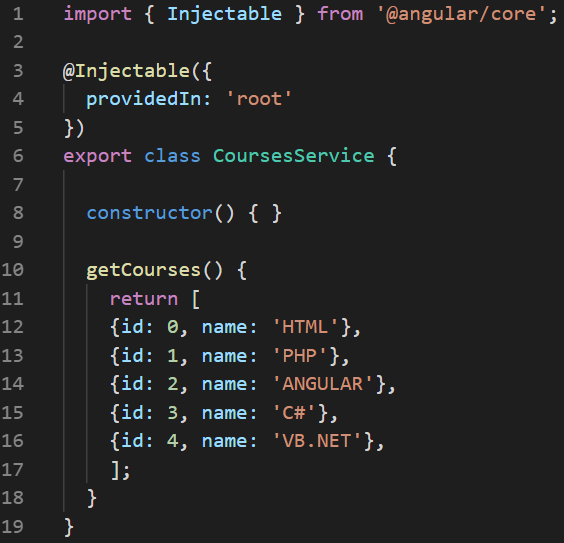 1 import { Injectable } from '@angular/core';
2
3 @Injectable({
4   providedIn: 'root'
5 })
6 export class CoursesService {
7
8   constructor() { }
9
10   getCourses() {
11     return [
12     {id: 0, name: 'HTML'},
13     {id: 1, name: 'PHP'},
14     {id: 2, name: 'ANGULAR'},
15     {id: 3, name: 'C#'},
16     {id: 4, name: 'VB.NET'},
17     ];
18   }
19 }